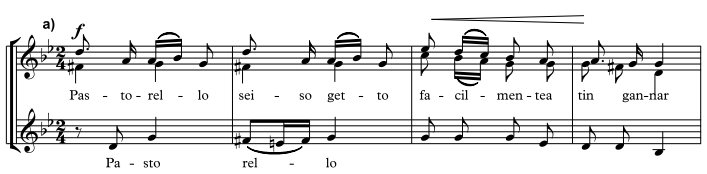 a)
f
Pas - to - rel - lo sei - so get - to fa - cil - men - tea tin gan - nar
Pa - sto rel - lo